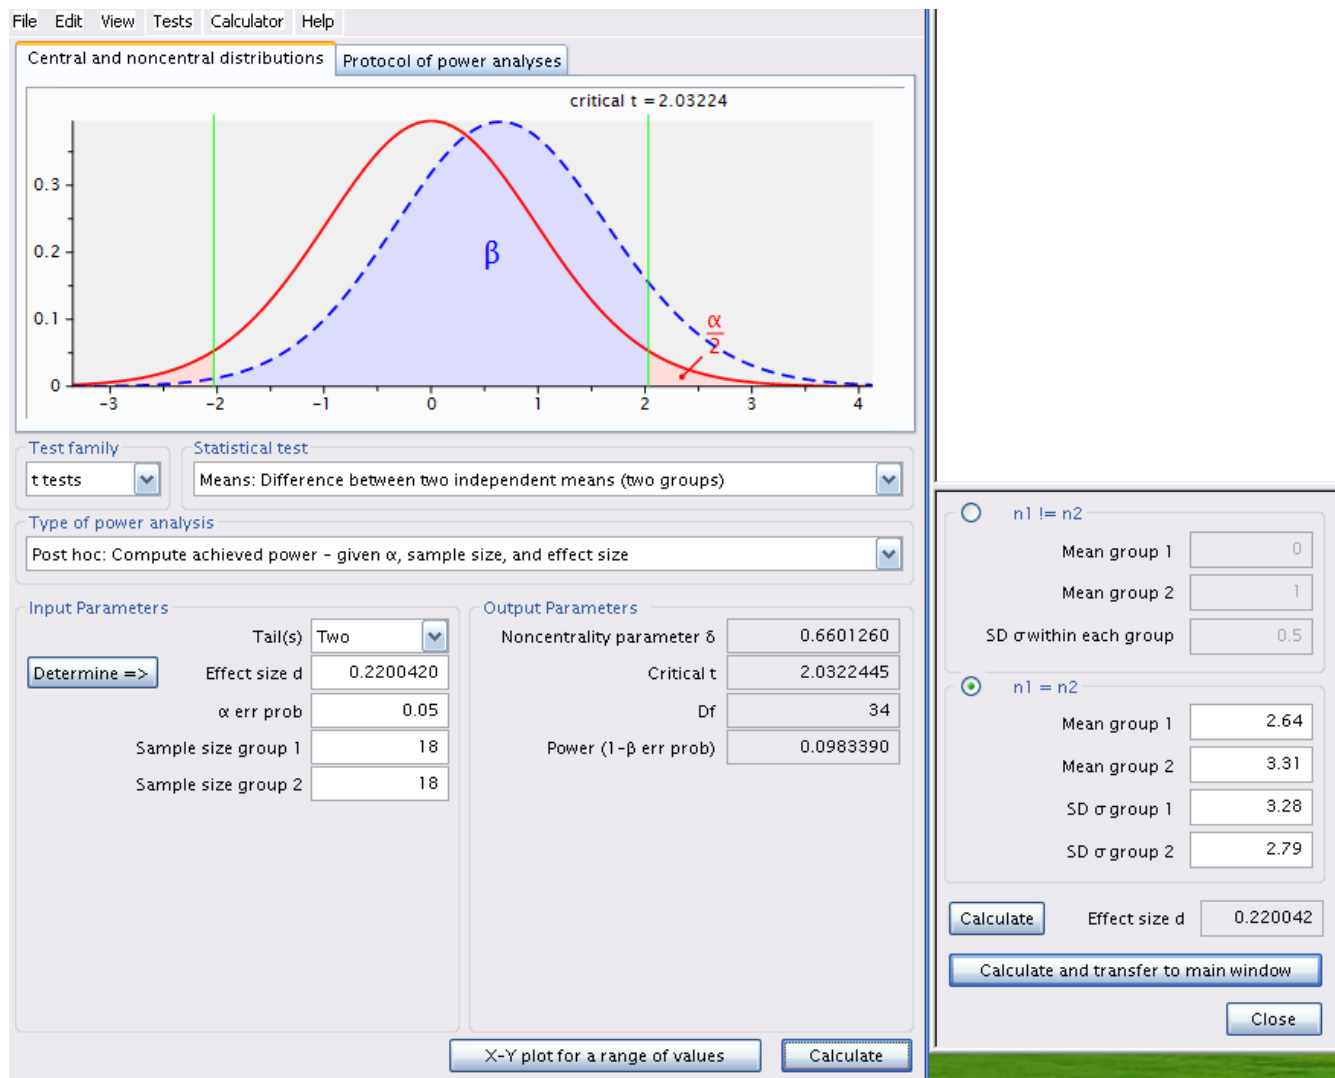 File Edit View Tests Calculator Help
Central and noncentral distributions Protocol of power analyses
critical t = 2.03224
0.3
0.2
0.1
0
β
α
2
-3 -2 -1 0 1 2 3 4
Test family
t tests
Statistical test
Means: Difference between two independent means (two groups)
Type of power analysis
Post hoc: Compute achieved power – given α, sample size, and effect size
Input Parameters
Tail(s) Two
Determine => Effect size d 0.2200420
α err prob 0.05
Sample size group 1 18
Sample size group 2 18
Output Parameters
Noncentrality parameter δ 0.6601260
Critical t 2.0322445
Df 34
Power (1-β err prob) 0.0983390
X-Y plot for a range of values Calculate
n1 != n2
Mean group 1 0
Mean group 2 1
SD σ within each group 0.5
n1 = n2
Mean group 1 2.64
Mean group 2 3.31
SD σ group 1 3.28
SD σ group 2 2.79
Calculate Effect size d 0.220042
Calculate and transfer to main window
Close